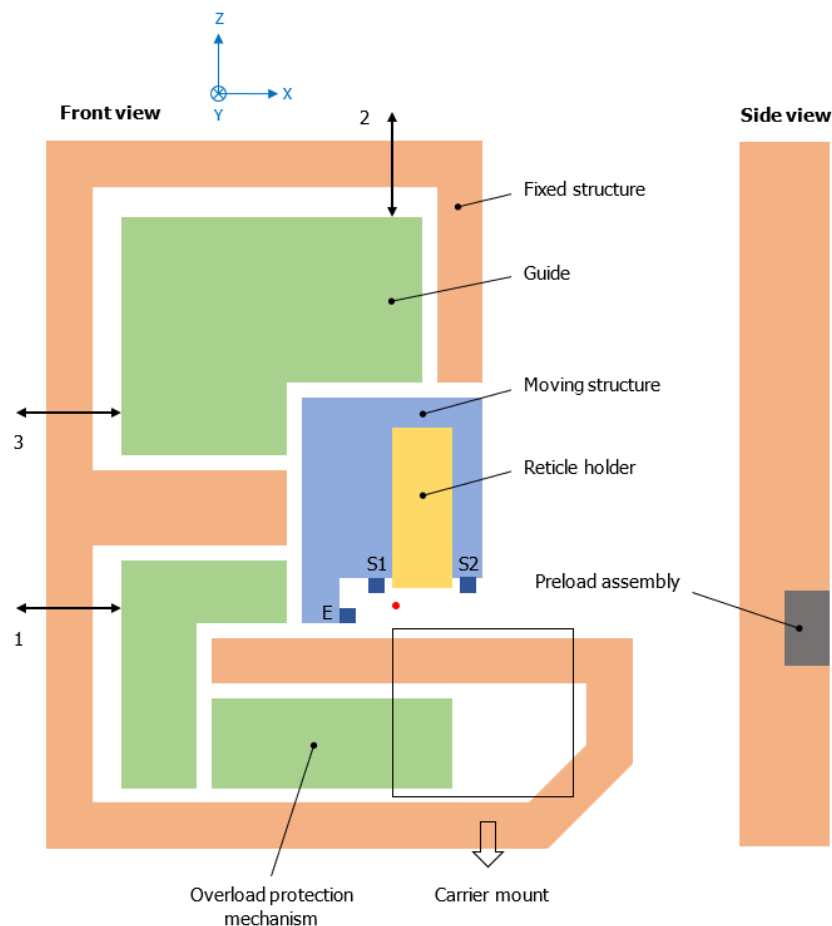 Z
X
Y
Front view
Side view
2
Fixed structure
Guide
Moving structure
3
Reticle holder
S1
S2
Preload assembly
E
1
Overload protection
mechanism
Carrier mount